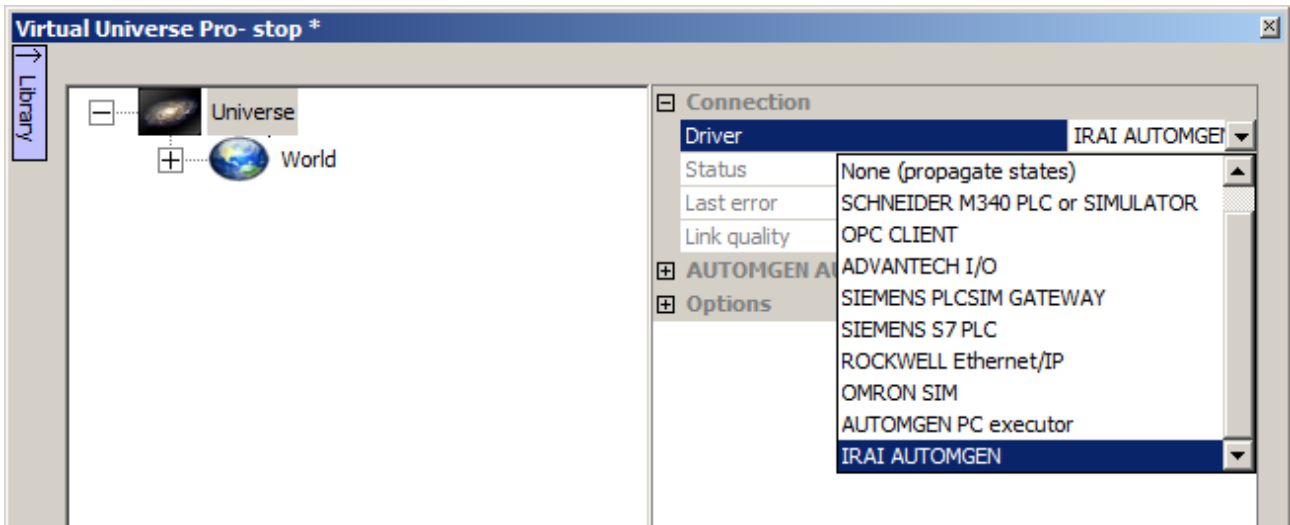 Virtual Universe Pro- stop *
Library
Universe
World
Connection
Driver IRAI AUTOMGEN
Status
Last error
Link quality
AUTOMGEN AU
Options
None (propagate states)
SCHNEIDER M340 PLC or SIMULATOR
OPC CLIENT
ADVANTECH I/O
SIEMENS PLCSIM GATEWAY
SIEMENS S7 PLC
ROCKWELL Ethernet/IP
OMRON SIM
AUTOMGEN PC executor
IRAI AUTOMGEN